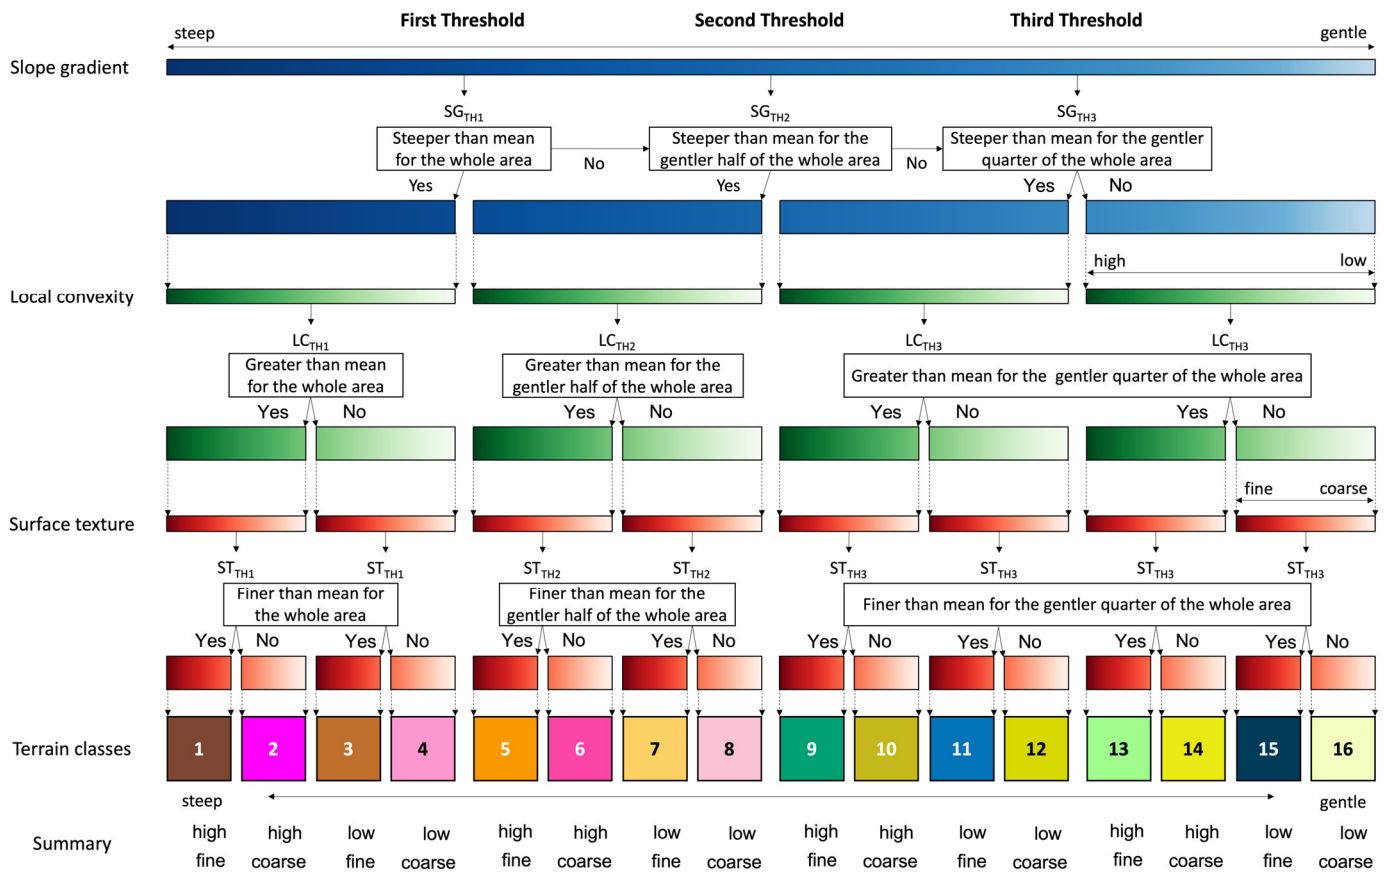 First Threshold Second Threshold Third Threshold
steep gentle
Slope gradient
SGTH1 SGTH2 SGTH3
Steeper than mean Steeper than mean for the Steeper than mean for the gentler
for the whole area gentler half of the whole area quarter of the whole area
No No
Yes Yes Yes No
high low
Local convexity
LCTH1 LCTH2 LCTH3 LCTH3
Greater than mean Greater than mean for the Greater than mean for the gentler quarter of the whole area
for the whole area gentler half of the whole area
Yes No Yes No Yes No Yes No
fine coarse
Surface texture
STTH1 STTH1 STTH2 STTH2 STTH3 STTH3 STTH3 STTH3
Finer than mean for Finer than mean for the Finer than mean for the gentler quarter of the whole area
the whole area gentler half of the whole area
Yes No Yes No Yes No Yes No Yes No Yes No Yes No Yes No
Terrain classes 1 2 3 4 5 6 7 8 9 10 11 12 13 14 15 16
steep gentle
Summary
high high low low high high low low high high low low high high low low
fine coarse fine coarse fine coarse fine coarse fine coarse fine coarse fine coarse fine coarse